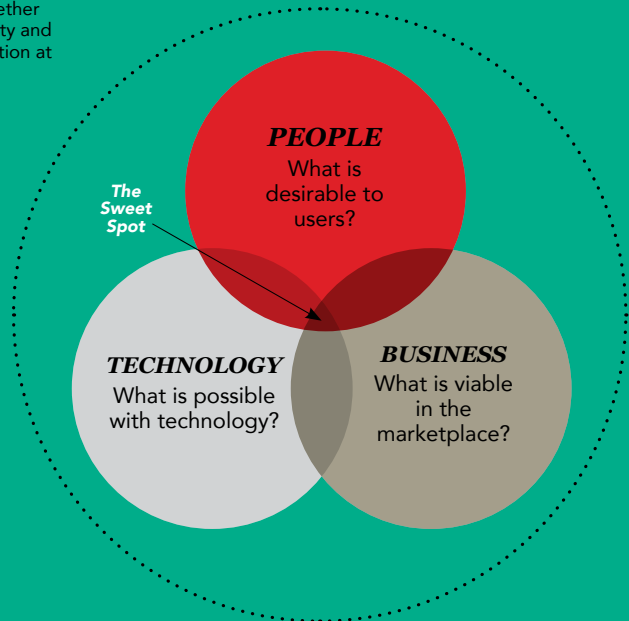 ether
ty and
tion at
PEOPLE
What is
desirable to
users?
The
Sweet
Spot
TECHNOLOGY
What is possible
with technology?
BUSINESS
What is viable
in the
marketplace?